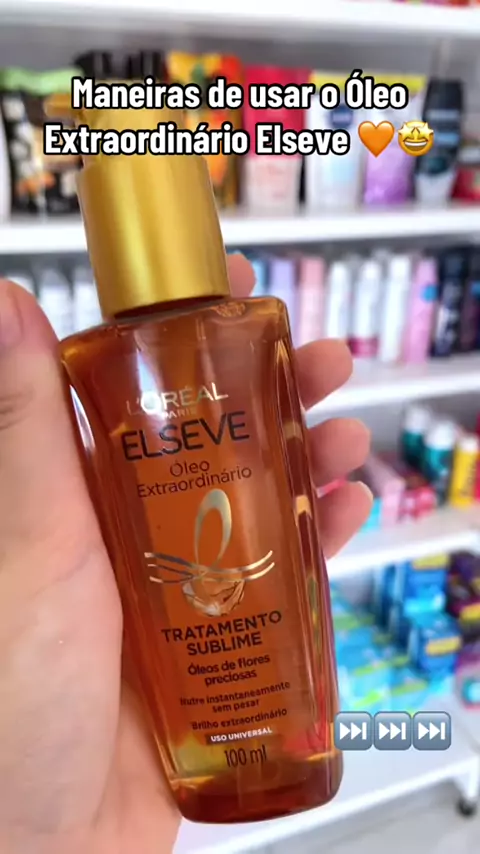 Maneiras de usar o Óleo
Extraordinário Elseve 🧡🤩
L'ORÉAL
PARIS
ELSEVE
Óleo
Extraordinário
TRATAMENTO
SUBLIME
Óleos de flores
preciosas
Nutre instantaneamente
sem pesar
Brilho extraordinário
USO UNIVERSAL
100 ml